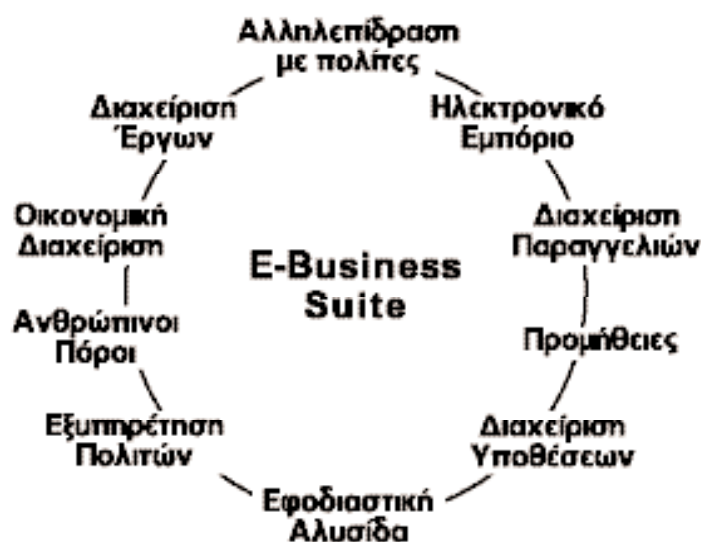 Αλληλεπίδραση
με πολίτες
Ηλεκτρονικό
Εμπόριο
Διαχείριση
Παραγγελιών
Προμήθειες
Διαχείριση
Υποθέσεων
Εφοδιαστική
Αλυσίδα
Εξυπηρέτηση
Πολιτών
Ανθρώπινοι
Πόροι
Οικονομική
Διαχείριση
Διαχείριση
Έργων
E-Business
Suite